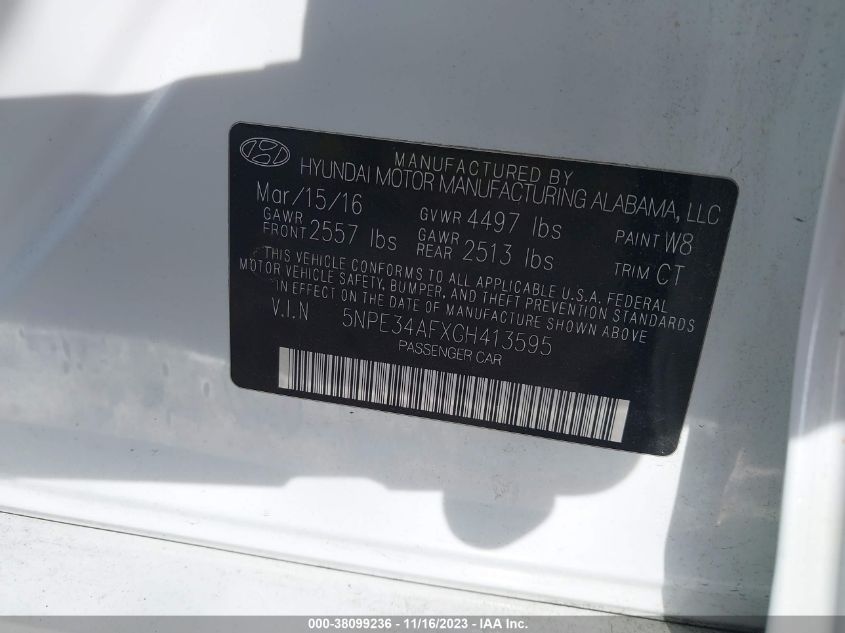 MANUFACTURED BY
HYUNDAI MOTOR MANUFACTURING ALABAMA, LLC
Mar/15/16 GVWR 4497 lbs PAINT W8
GAWR FRONT 2557 lbs GAWR REAR 2513 lbs TRIM CT
THIS VEHICLE CONFORMS TO ALL APPLICABLE U.S.A. FEDERAL
MOTOR VEHICLE SAFETY, BUMPER, AND THEFT PREVENTION STANDARDS
IN EFFECT ON THE DATE OF MANUFACTURE SHOWN ABOVE
V.I.N 5NPE34AFXGH413595
PASSENGER CAR
000-38099236 - 11/16/2023 - IAA Inc.